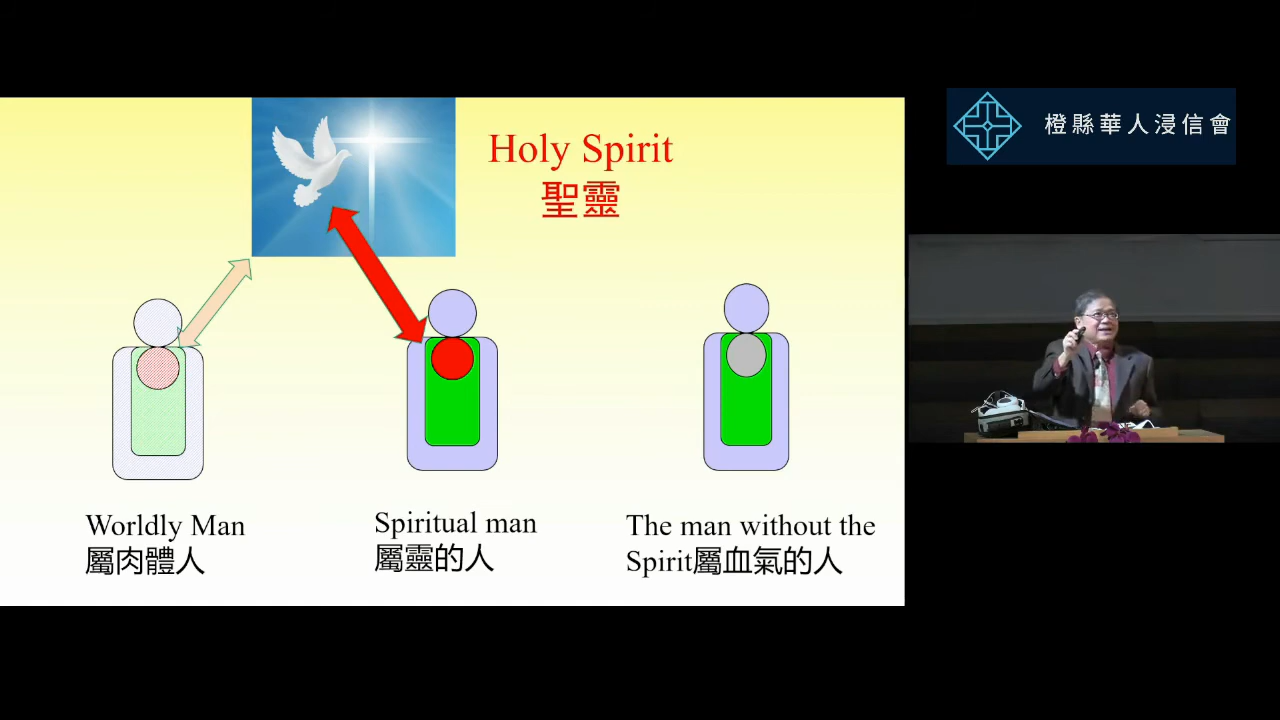 Holy Spirit
聖靈
橙縣華人浸信會
Worldly Man
屬肉體人
Spiritual man
屬靈的人
The man without the
Spirit屬血氣的人